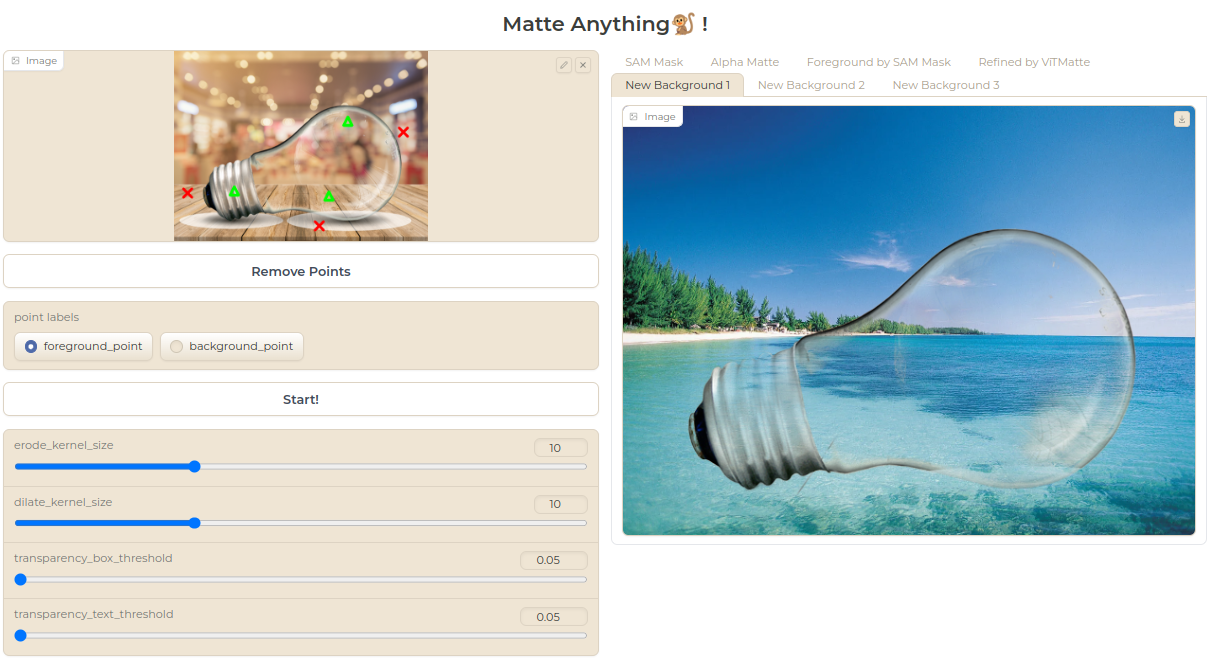 Matte Anything🐒 !
Image
Remove Points
point labels
foreground_point background_point
Start!
erode_kernel_size 10
dilate_kernel_size 10
transparency_box_threshold 0.05
transparency_text_threshold 0.05
SAM Mask Alpha Matte Foreground by SAM Mask Refined by ViTMatte
New Background 1 New Background 2 New Background 3
Image